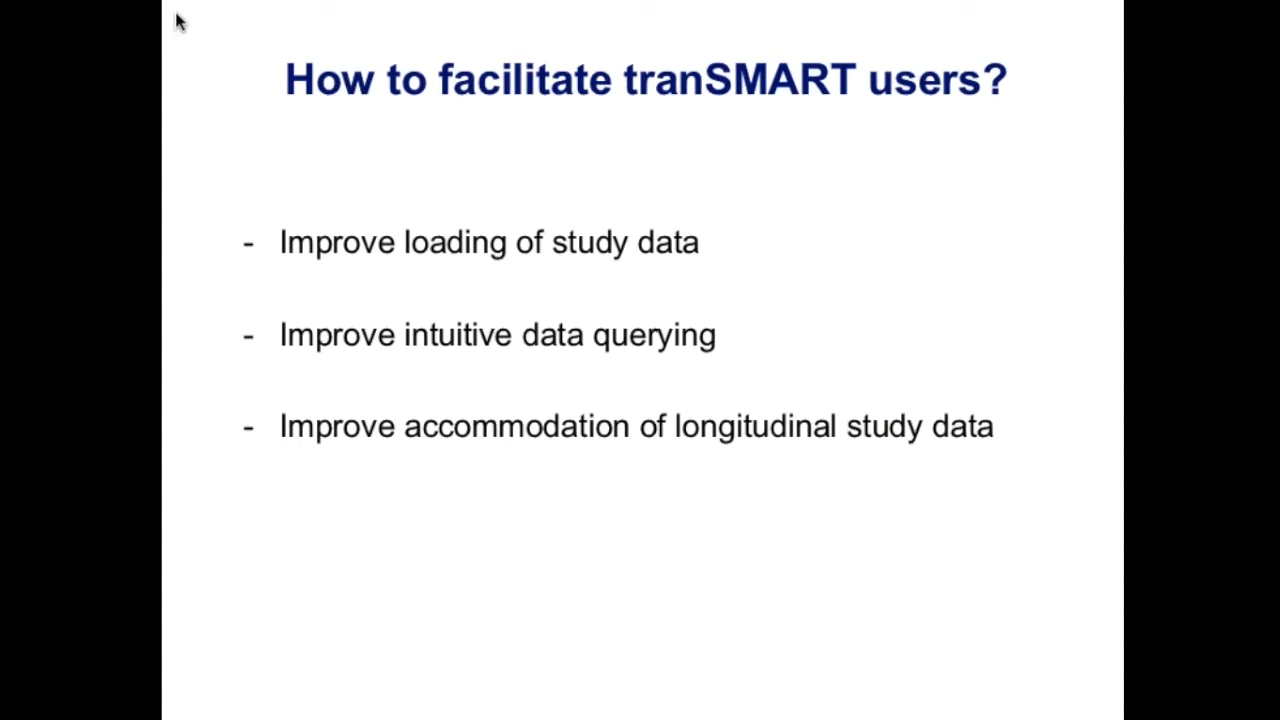 How to facilitate tranSMART users?
- Improve loading of study data
- Improve intuitive data querying
- Improve accommodation of longitudinal study data